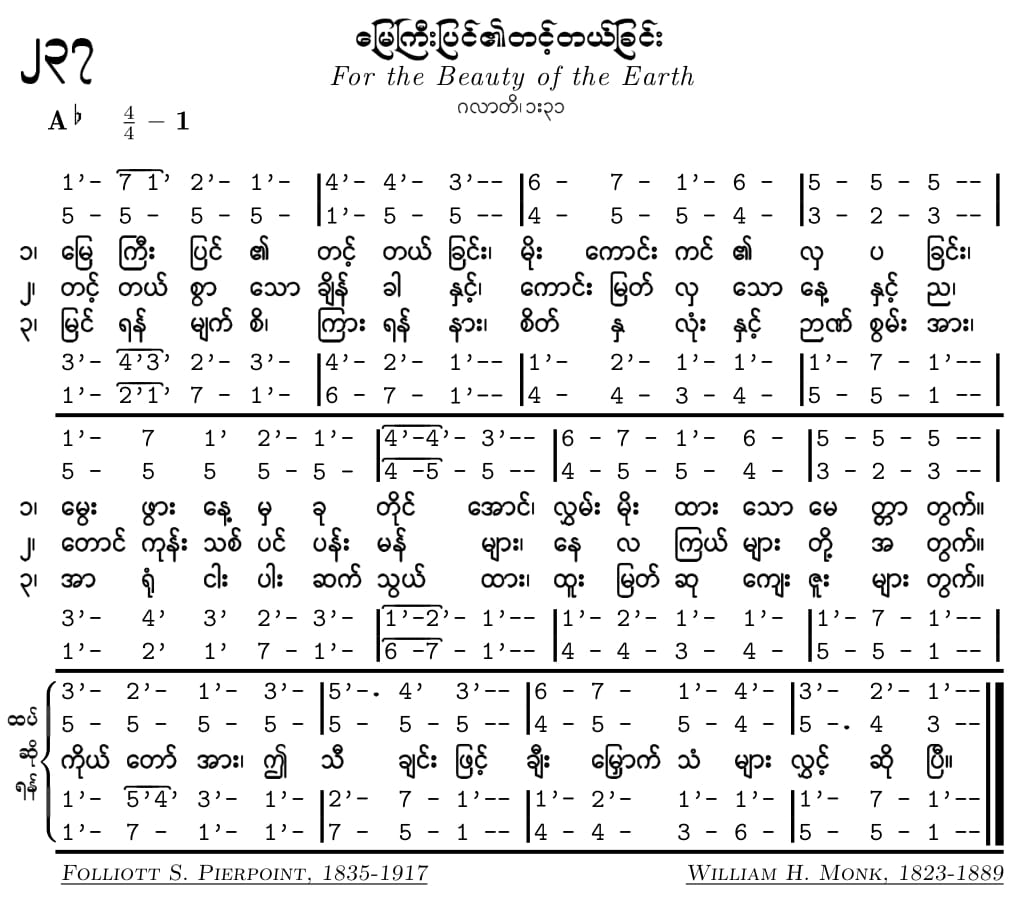 ၂၃၇
မြေကြီးပြင်၏တင့်တယ်ခြင်း
For the Beauty of the Earth
ဂလာတိ၊ ၁း၃၁
A♭ 4/4 – 1
1’– 7 1’ 2’– 1’– |4’– 4’– 3’–– |6 – 7 – 1’– 6 – |5 – 5 – 5 –– |
5 – 5 – 5 – 5 – |1’– 5 – 5 –– |4 – 5 – 5 – 4 – |3 – 2 – 3 –– |
၁၊ မြေ ကြီး ပြင် ၏ တင့် တယ် ခြင်း၊ မိုး ကောင်း ကင် ၏ လှ ပ ခြင်း၊
၂၊ တင့် တယ် စွာ သော ချိန် ခါ နှင့်၊ ကောင်း မြတ် လှ သော နေ့ နှင့် ည၊
၃၊ မြင် ရန် မျက် စိ၊ ကြား ရန် နား၊ စိတ် နှ လုံး နှင့် ဉာဏ် စွမ်း အား၊
3’– 4’3’ 2’– 3’– |4’– 2’– 1’–– |1’– 2’– 1’– 1’– |1’– 7 – 1’–– |
1’– 2’1’ 7 – 1’– |6 – 7 – 1’–– |4 – 4 – 3 – 4 – |5 – 5 – 1 –– |
1’– 7 1’ 2’– 1’– |4’–4’– 3’–– |6 – 7 – 1’– 6 – |5 – 5 – 5 –– |
5 – 5 5 5 – 5 – |4 –5 – 5 –– |4 – 5 – 5 – 4 – |3 – 2 – 3 –– |
၁၊ မွေး ဖွား နေ့ မှ ခု တိုင် အောင်၊ လွှမ်း မိုး ထား သော မေ တ္တာ တွက်။
၂၊ တောင် ကုန်း သစ် ပင် ပန်း မန် များ၊ နေ လ ကြယ် များ တို့ အ တွက်။
၃၊ အာ ရုံ ငါး ပါး ဆက် သွယ် ထား၊ ထူး မြတ် ဆု ကျေး ဇူး များ တွက်။
3’– 4’ 3’ 2’– 3’– |1’–2’– 1’–– |1’– 2’– 1’– 1’– |1’– 7 – 1’–– |
1’– 2’ 1’ 7 – 1’– |6 –7 – 1’–– |4 – 4 – 3 – 4 – |5 – 5 – 1 –– |
3’– 2’– 1’– 3’– |5’–. 4’ 3’–– |6 – 7 – 1’– 4’– |3’– 2’– 1’––
5 – 5 – 5 – 5 – |5 – 5 – 5 –– |4 – 5 – 5 – 4 – |5 –. 4 3 ––
ထွင် ဆို ရန်
ကိုယ် တော် အား၊ ဤ သီ ချင်း ဖြင့် ချီး မြှောက် သံ များ လွှင့် ဆို ပြီ။
1’– 5’4’ 3’– 1’– |2’– 7 – 1’–– |1’– 2’– 1’– 1’– |1’– 7 – 1’––
1’– 7 – 1’– 1’– |7 – 5 – 1 –– |4 – 4 – 3 – 6 – |5 – 5 – 1 ––
FOLLIOTT S. PIERPOINT, 1835-1917
WILLIAM H. MONK, 1823-1889